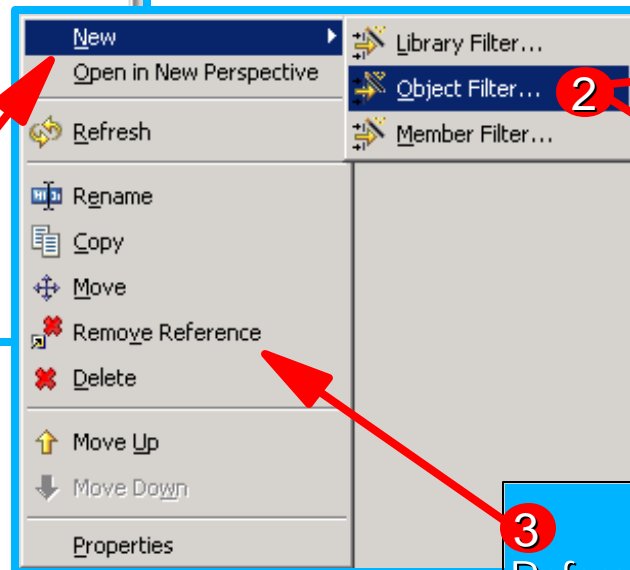 New
Open in New Perspective
Refresh
Rename
Copy
Move
Remove Reference
Delete
Move Up
Move Down
Properties
Library Filter...
Object Filter...
2
Member Filter...
3